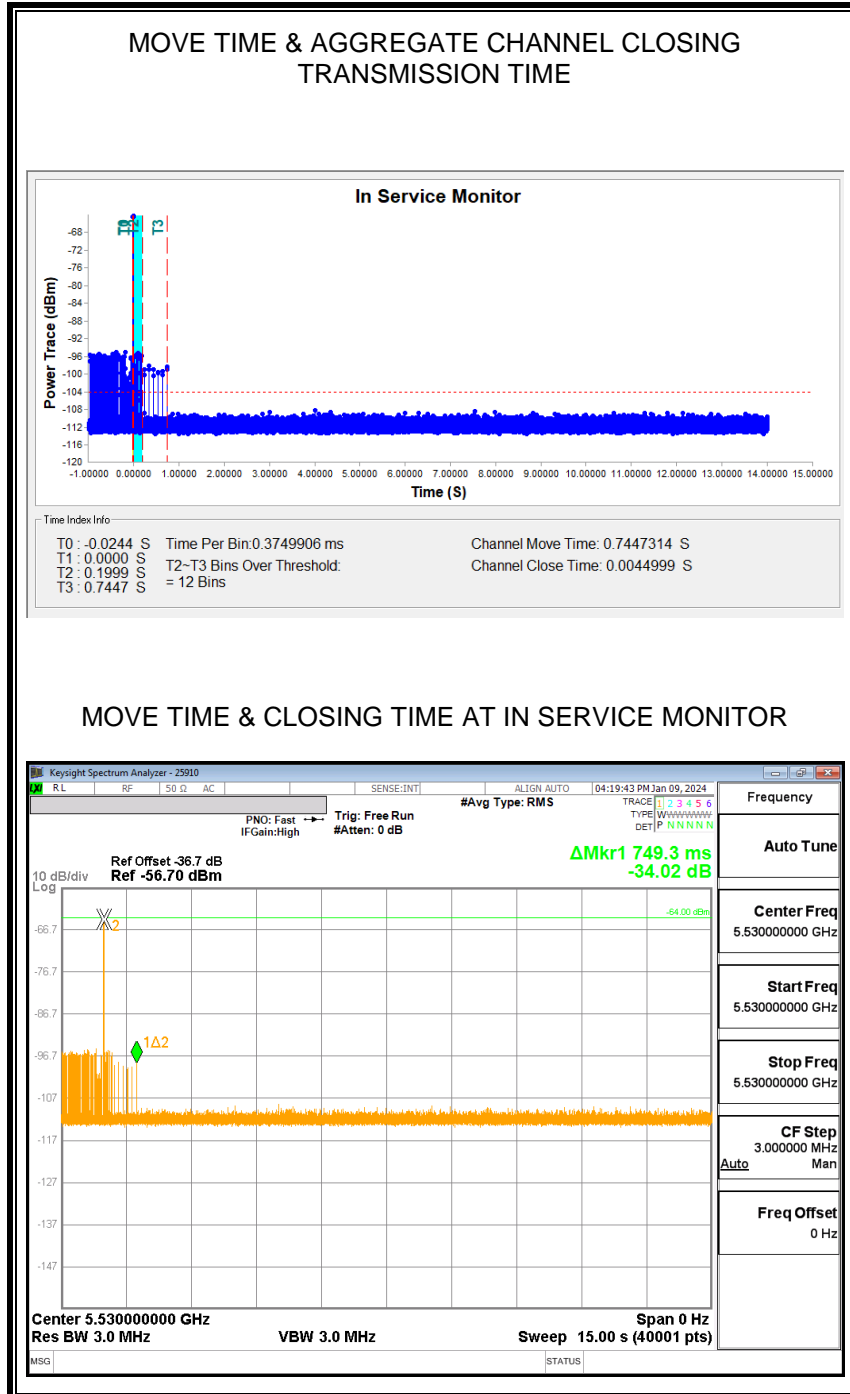 MOVE TIME & AGGREGATE CHANNEL CLOSING
TRANSMISSION TIME
In Service Monitor
T2 T3
Power Trace (dBm)
-68
-72
-76
-80
-84
-88
-92
-96
-100
-104
-108
-112
-116
-120
-1.00000 0.00000 1.00000 2.00000 3.00000 4.00000 5.00000 6.00000 7.00000 8.00000 9.00000 10.00000 11.00000 12.00000 13.00000 14.00000 15.00000
Time (S)
Time Index Info
T0 : -0.0244 S Time Per Bin:0.3749906 ms Channel Move Time: 0.7447314 S
T1 : 0.0000 S T2~T3 Bins Over Threshold: Channel Close Time: 0.0044999 S
T2 : 0.1999 S = 12 Bins
T3 : 0.7447 S
MOVE TIME & CLOSING TIME AT IN SERVICE MONITOR
Keysight Spectrum Analyzer - 25910
LXI RL RF 50 Ω AC SENSE:INT ALIGN AUTO 04:19:43 PM Jan 09, 2024
#Avg Type: RMS TRACE 1 2 3 4 5 6
PNO: Fast Trig: Free Run TYPE WWWWWWW
IFGain:High #Atten: 0 dB DET P N N N N N
ΔMkr1 749.3 ms
-34.02 dB
Ref Offset -36.7 dB
10 dB/div Ref -56.70 dBm
Log
-64.00 dBm
2
1Δ2
-66.7
-76.7
-86.7
-96.7
-107
-117
-127
-137
-147
Center 5.530000000 GHz Span 0 Hz
Res BW 3.0 MHz VBW 3.0 MHz Sweep 15.00 s (40001 pts)
MSG STATUS
Frequency
Auto Tune
Center Freq
5.530000000 GHz
Start Freq
5.530000000 GHz
Stop Freq
5.530000000 GHz
CF Step
3.000000 MHz
Auto Man
Freq Offset
0 Hz